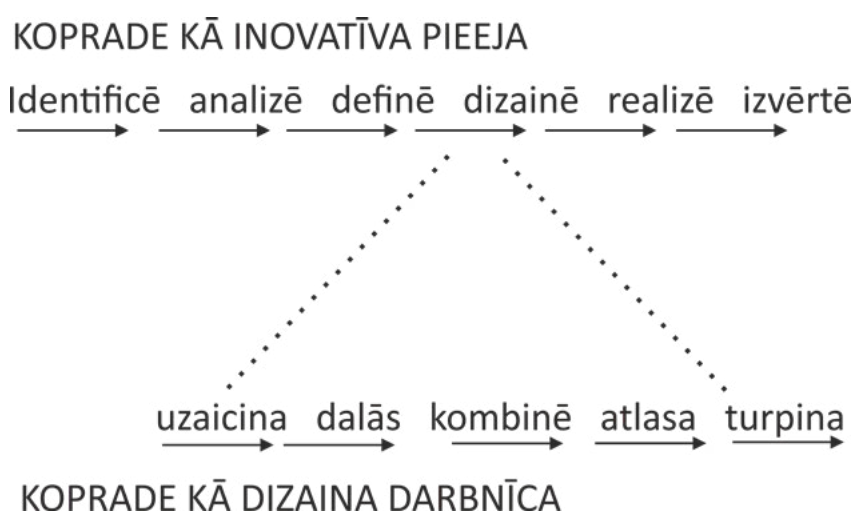 KOPRADE KĀ INOVATĪVA PIEEJA
Identificē analizē definē dizainē realizē izvērtē
uzaicina dalās kombinē atlasa turpina
KOPRADE KĀ DIZAINA DARBNĪCA